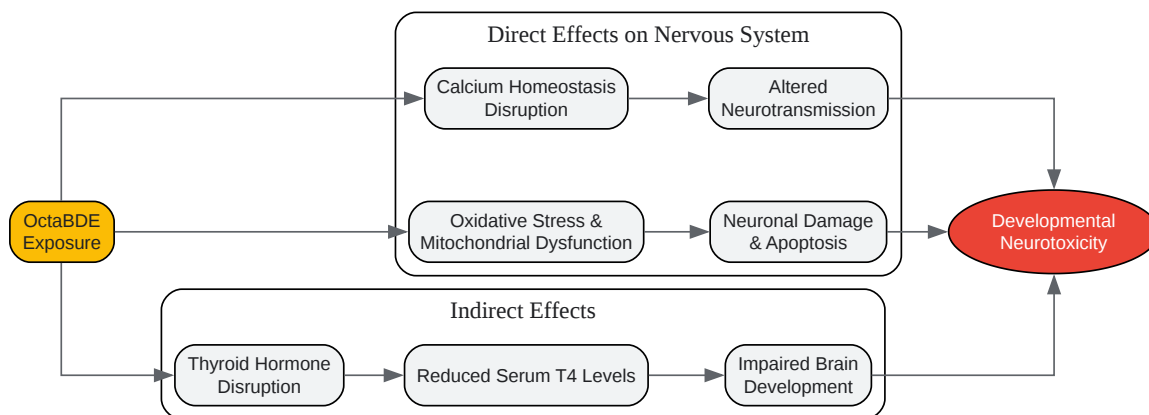 Direct Effects on Nervous System
Calcium Homeostasis
Disruption
Altered
Neurotransmission
OctaBDE
Exposure
Oxidative Stress &
Mitochondrial Dysfunction
Neuronal Damage
& Apoptosis
Developmental
Neurotoxicity
Indirect Effects
Thyroid Hormone
Disruption
Reduced Serum T4 Levels
Impaired Brain
Development